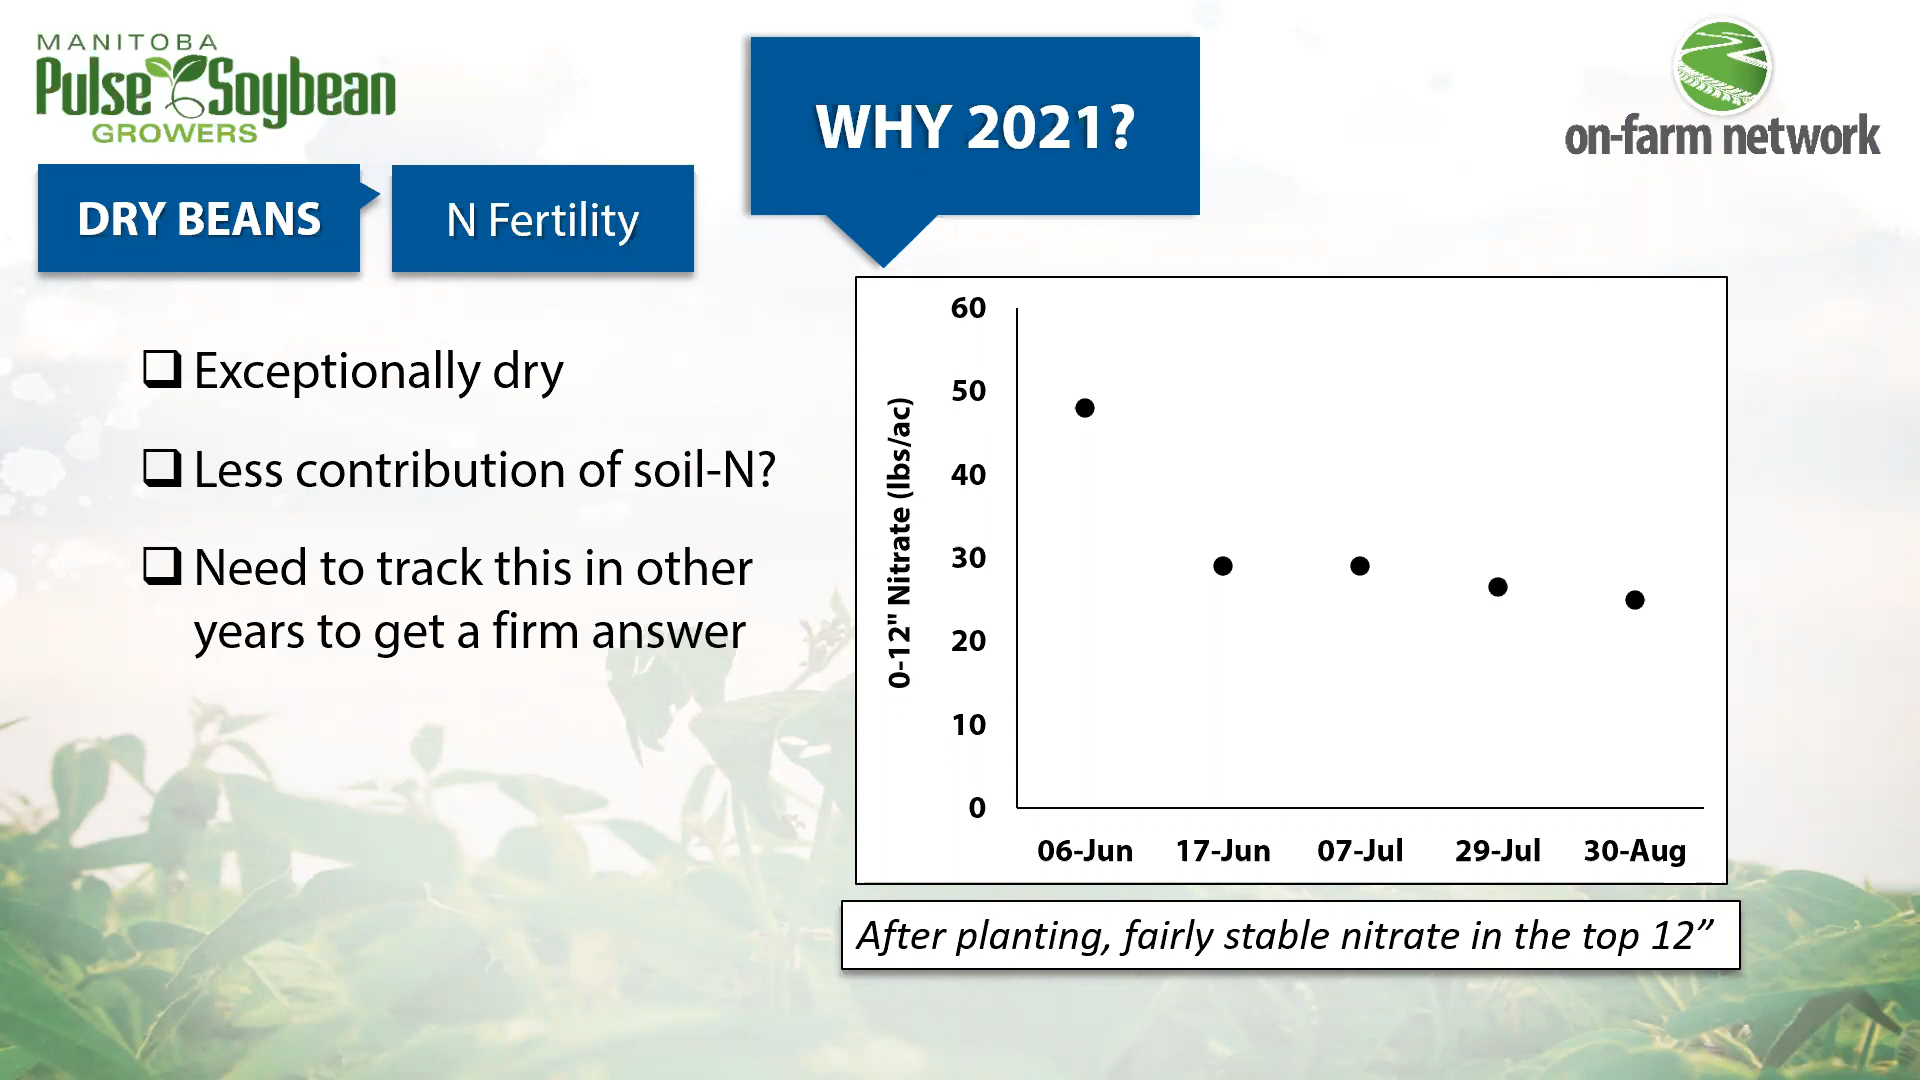 MANITOBA
Pulse Soybean
GROWERS
WHY 2021?
on-farm network
DRY BEANS
N Fertility
❑ Exceptionally dry
❑ Less contribution of soil-N?
❑ Need to track this in other
years to get a firm answer
0-12" Nitrate (lbs/ac)
60
50
40
30
20
10
0
06-Jun 17-Jun 07-Jul 29-Jul 30-Aug
After planting, fairly stable nitrate in the top 12”